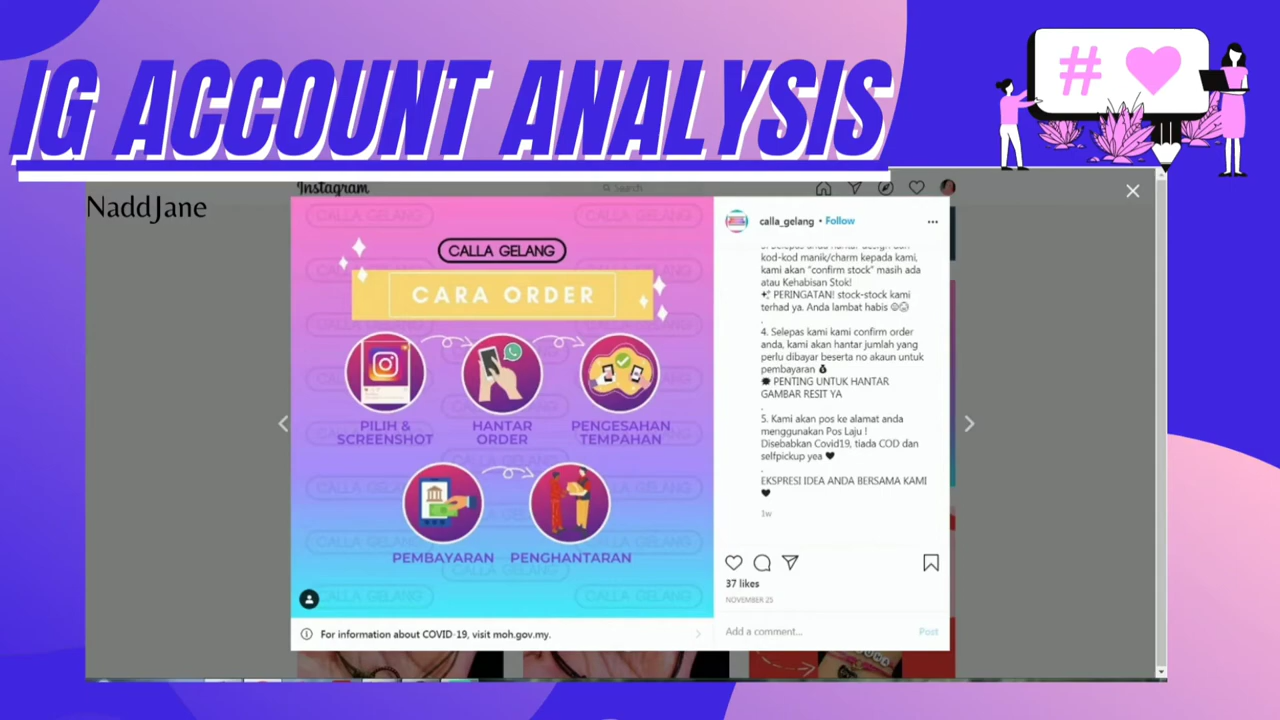 IG ACCOUNT ANALYSIS
#
NaddJane
Instagram
Search
CALLA GELANG
CARA ORDER
PILIH &
SCREENSHOT
HANTAR
ORDER
PENGESAHAN
TEMPAHAN
PEMBAYARAN
PENGHANTARAN
For information about COVID-19, visit moh.gov.my.
calla_gelang • Follow
kod-kod manik/charm kepada kami,
kami akan "confirm stock" masih ada
atau Kehabisan Stok!
PERINGATAN! stock-stock kami
terhad ya. Anda lambat habis
.
4. Selepas kami kami confirm order
anda, kami akan hantar jumlah yang
perlu dibayar beserta no akaun untuk
pembayaran
PENTING UNTUK HANTAR
GAMBAR RESIT YA
.
5. Kami akan pos ke alamat anda
menggunakan Pos Laju !
Disebabkan Covid19, tiada COD dan
selfpickup yea
.
EKSPRESI IDEA ANDA BERSAMA KAMI
1w
37 likes
NOVEMBER 25
Add a comment...
Post